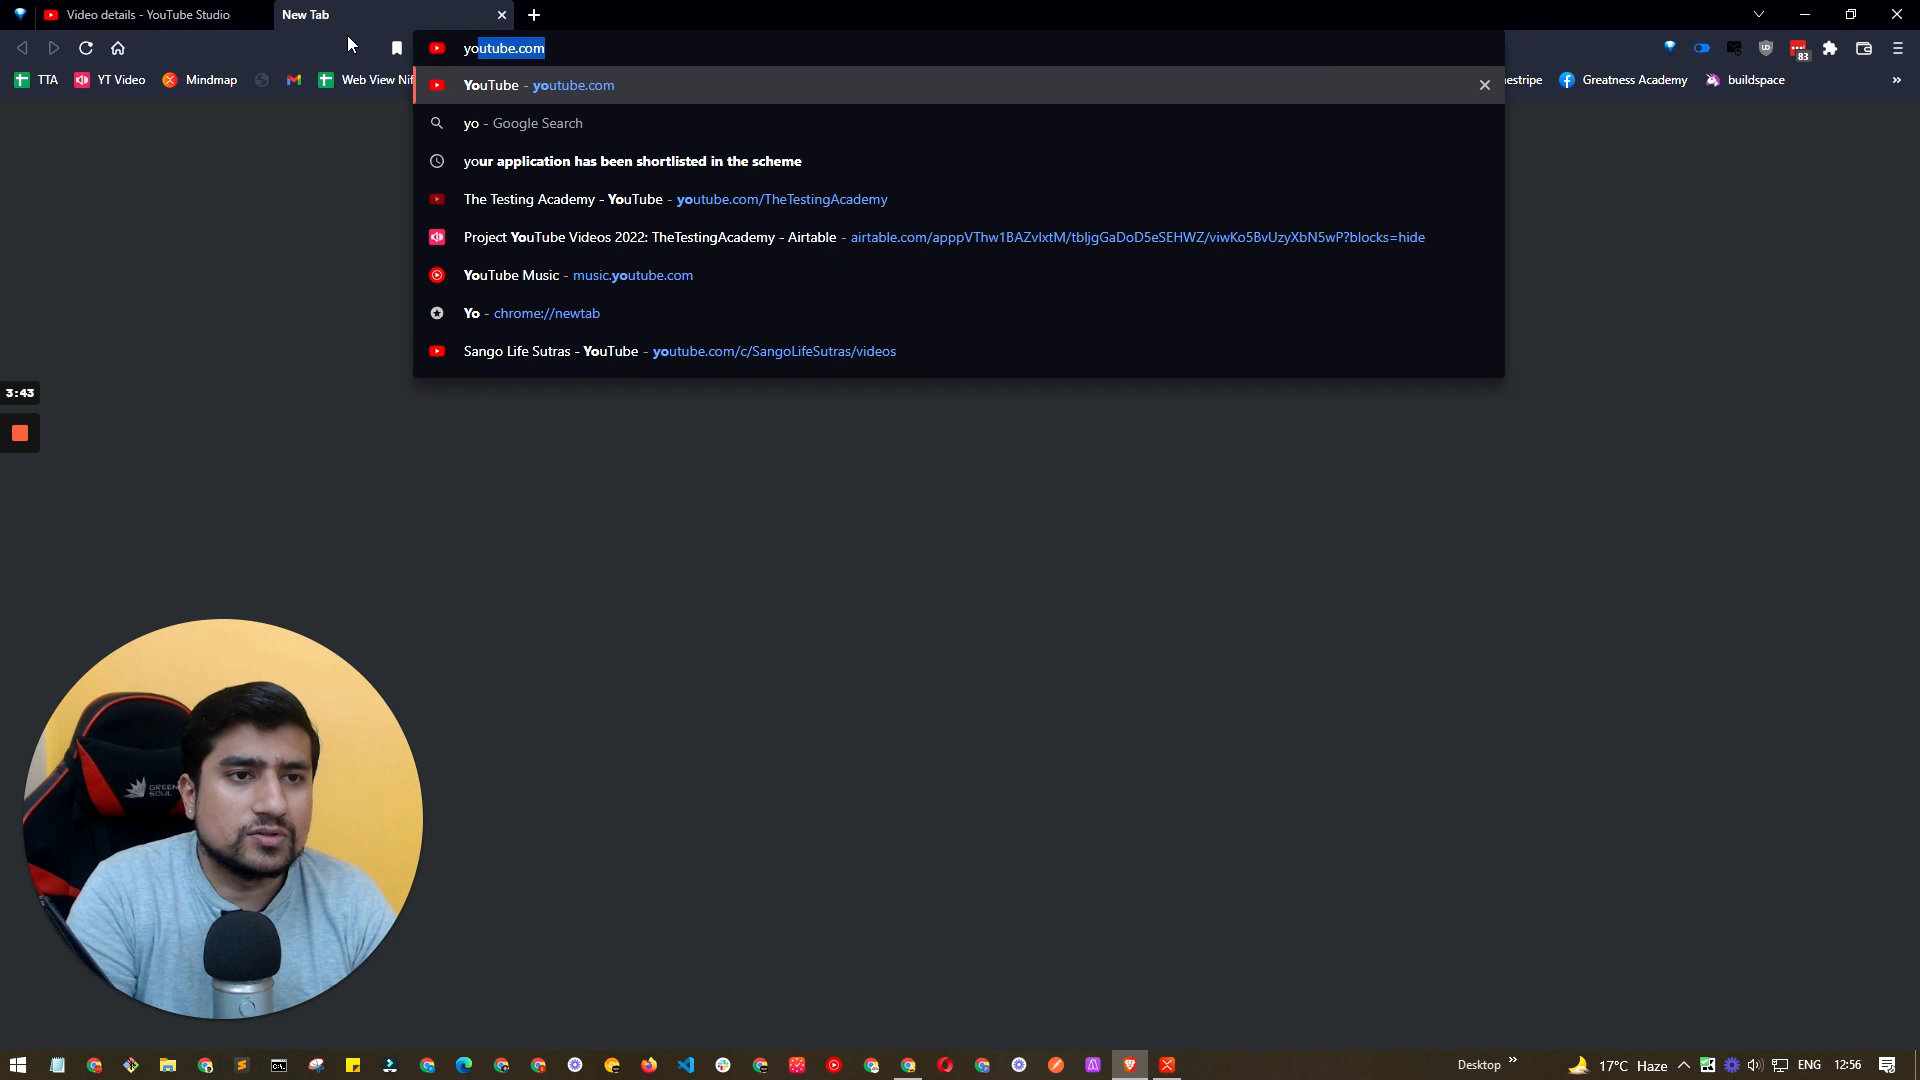 Video details - YouTube Studio
New Tab
youtube.com
TTA
YT Video
Mindmap
Web View Nif
estripe
Greatness Academy
buildspace
83
YouTube - youtube.com
yo - Google Search
your application has been shortlisted in the scheme
The Testing Academy - YouTube - youtube.com/TheTestingAcademy
Project YouTube Videos 2022: TheTestingAcademy - Airtable - airtable.com/apppVThw1BAZvlxtM/tbljgGaDoD5eSEHWZ/viwKo5BvUzyXbN5wP?blocks=hide
YouTube Music - music.youtube.com
Yo - chrome://newtab
Sango Life Sutras - YouTube - youtube.com/c/SangoLifeSutras/videos
3:43
GREEN
SOUL
Desktop
17°C Haze
ENG
12:56